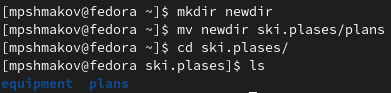 [mpshmakov@fedora ~]$ mkdir newdir
[mpshmakov@fedora ~]$ mv newdir ski.plases/plans
[mpshmakov@fedora ~]$ cd ski.plases/
[mpshmakov@fedora ski.plases]$ ls
equipment  plans